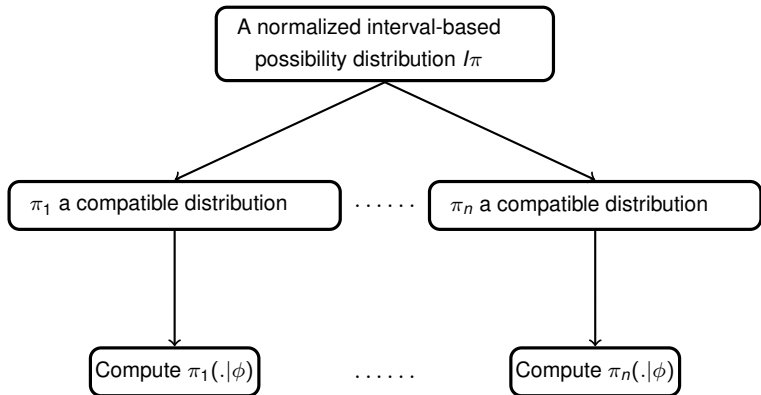 A normalized interval-based
possibility distribution Iπ
π₁ a compatible distribution ...... πₙ a compatible distribution
Compute π₁(.|ϕ) ...... Compute πₙ(.|ϕ)